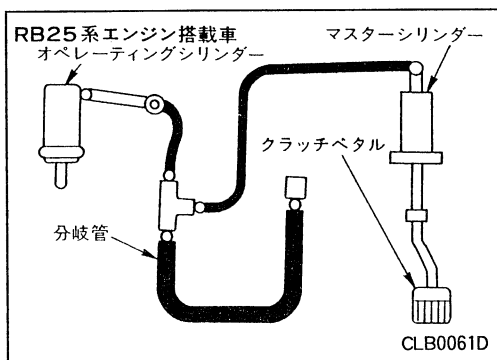 RB25系エンジン搭載車
オペレーティングシリンダー
マスターシリンダー
クラッチペタル
分岐管
CLB0061D